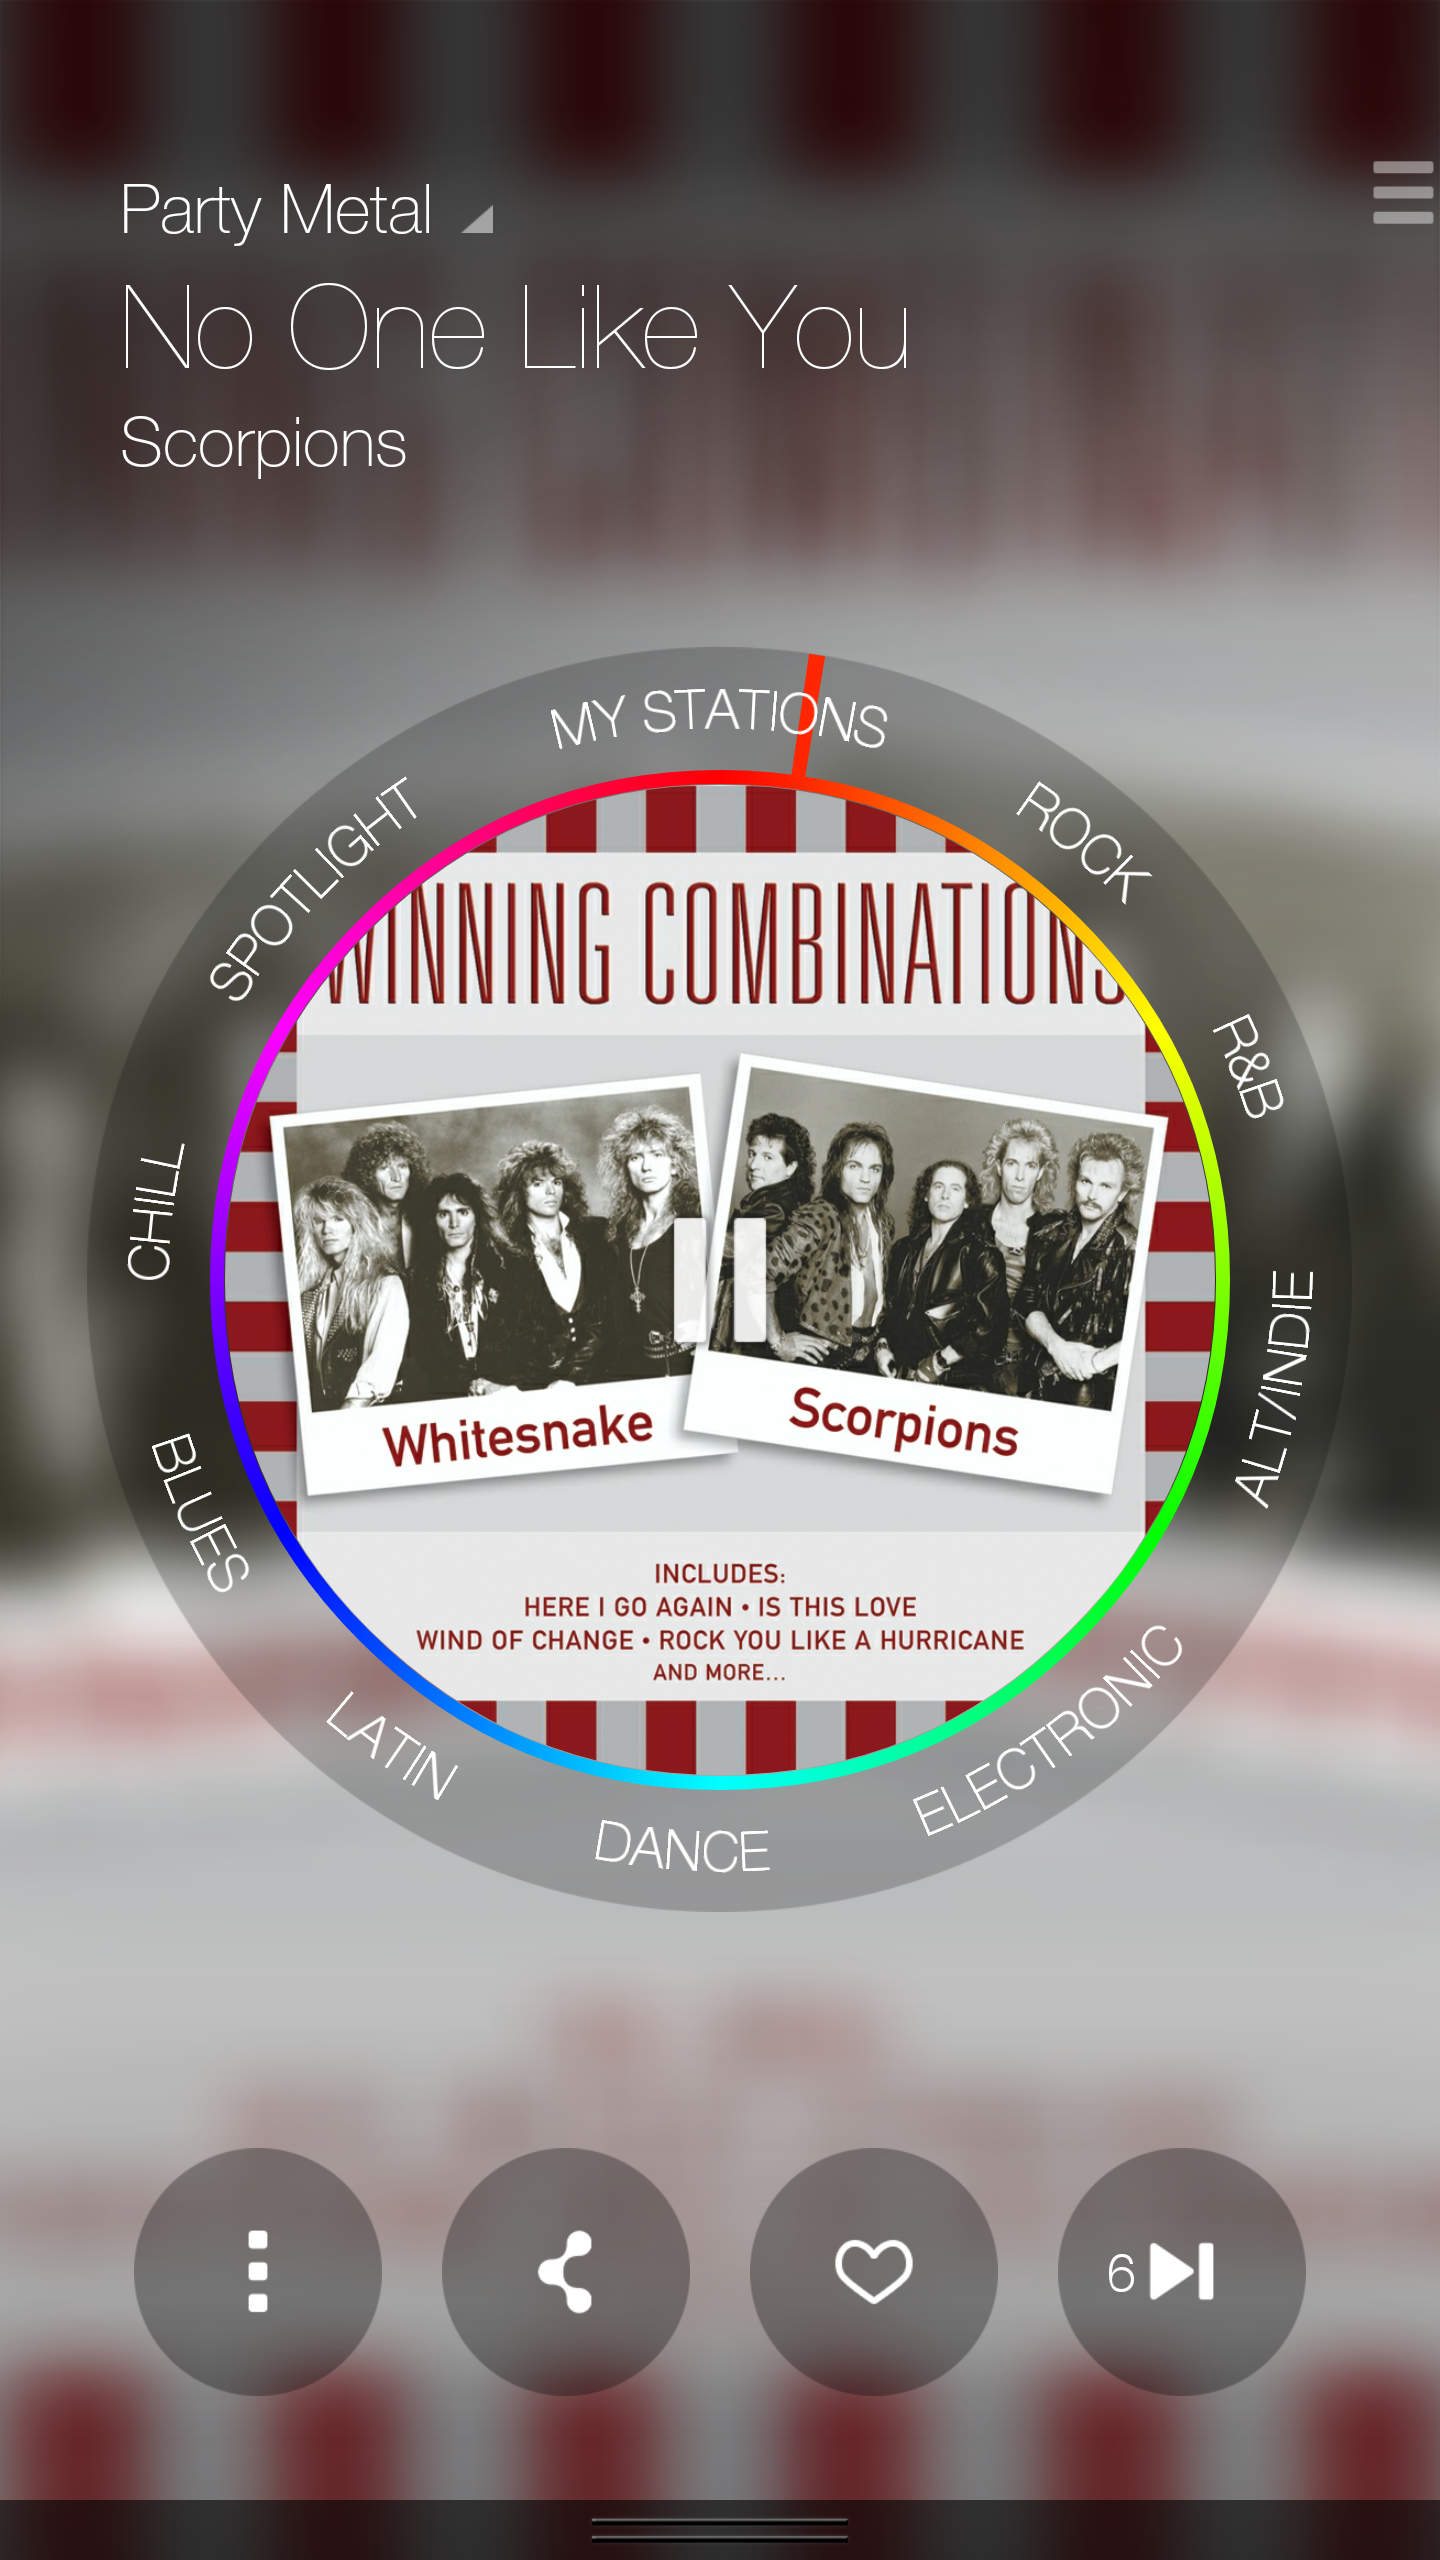 Party Metal
No One Like You
Scorpions
MY STATIONS
ROCK
R&B
ALT/INDIE
ELECTRONIC
DANCE
LATIN
BLUES
CHILL
SPOTLIGHT
WINNING COMBINATIONS
Whitesnake
Scorpions
INCLUDES:
HERE I GO AGAIN • IS THIS LOVE
WIND OF CHANGE • ROCK YOU LIKE A HURRICANE
AND MORE...
6